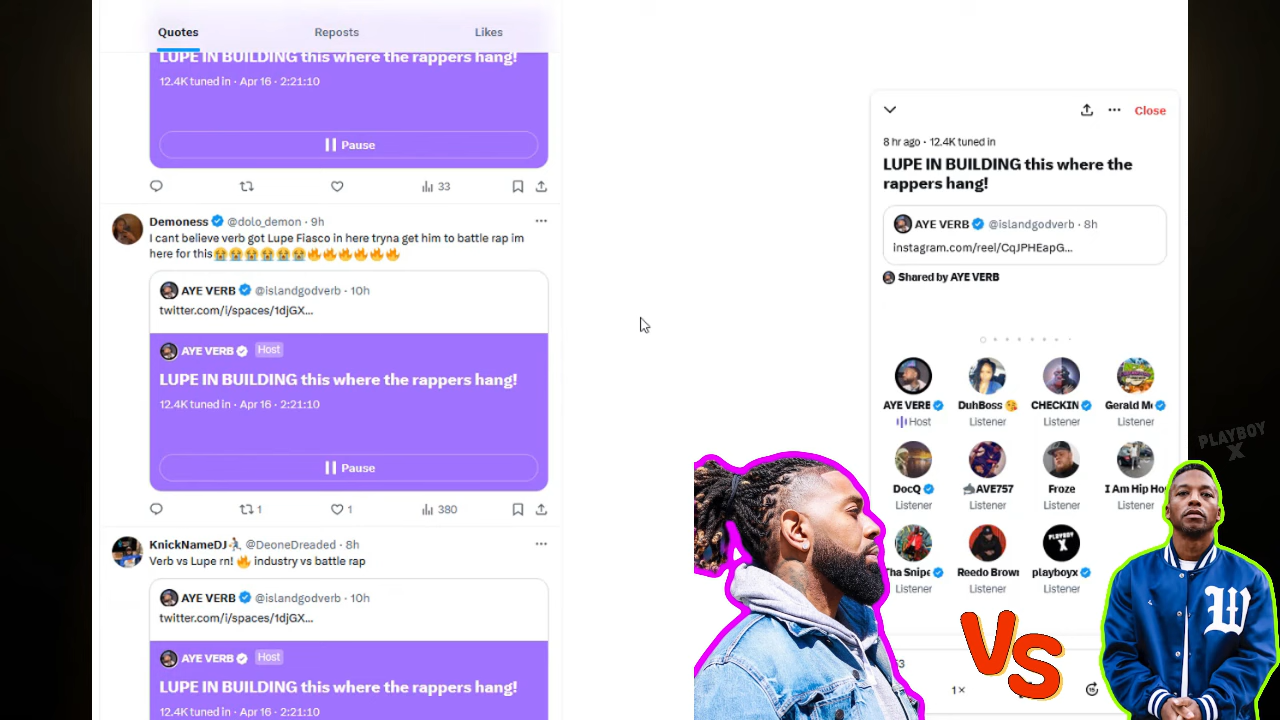 Quotes Reposts Likes
LUPE IN BUILDING this where the rappers hang!
12.4K tuned in · Apr 16 · 2:21:10
Pause
33
Demoness @dolo_demon · 9h
I cant believe verb got Lupe Fiasco in here tryna get him to battle rap im
here for this😭😭😭😭😭😭🔥🔥🔥🔥🔥🔥
AYE VERB @islandgodverb · 10h
twitter.com/i/spaces/1djGX...
AYE VERB Host
LUPE IN BUILDING this where the rappers hang!
12.4K tuned in · Apr 16 · 2:21:10
Pause
1 1 380
KnickNameDJ @DeoneDreaded · 8h
Verb vs Lupe rn! 🔥 industry vs battle rap
AYE VERB @islandgodverb · 10h
twitter.com/i/spaces/1djGX...
AYE VERB Host
LUPE IN BUILDING this where the rappers hang!
12.4K tuned in · Apr 16 · 2:21:10
Close
8 hr ago · 12.4K tuned in
LUPE IN BUILDING this where the
rappers hang!
AYE VERB @islandgodverb · 8h
instagram.com/reel/CqJPHEapG...
Shared by AYE VERB
AYE VERB DuhBoss 😘 CHECKIN Gerald Mc
Host Listener Listener Listener
DocQ 🦈AVE757 Froze I Am Hip Ho
Listener Listener Listener Listener
Tha Snipe Reedo Brown playboyx
Listener Listener Listener
PLAYBOY
X
PLAYBOY
X
W
VS
1×
15